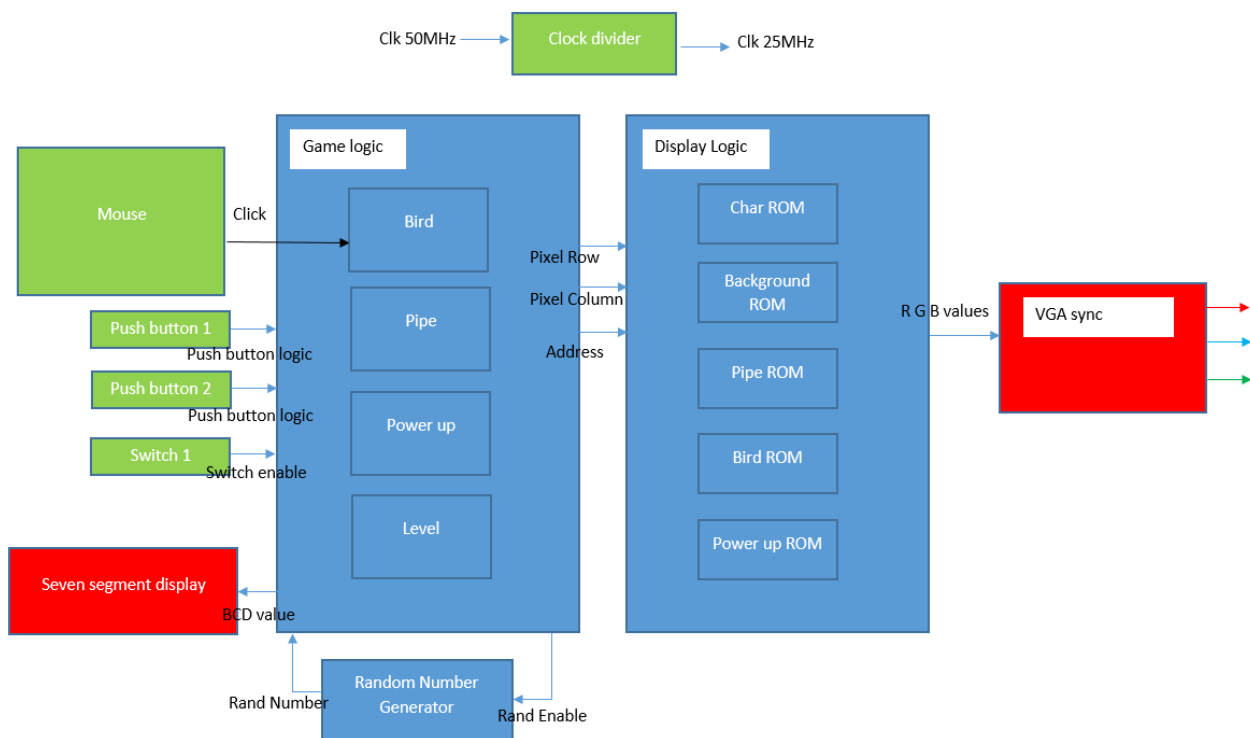 Clk 50MHz
Clock divider
Clk 25MHz
Game logic
Display Logic
Mouse
Click
Bird
Char ROM
Pixel Row
Background
ROM
Pixel Column
Push button 1
Push button logic
Pipe
Address
Pipe ROM
R G B values
VGA sync
Push button 2
Push button logic
Power up
Switch 1
Switch enable
Bird ROM
Level
Power up ROM
Seven segment display
BCD value
Random Number
Generator
Rand Number
Rand Enable